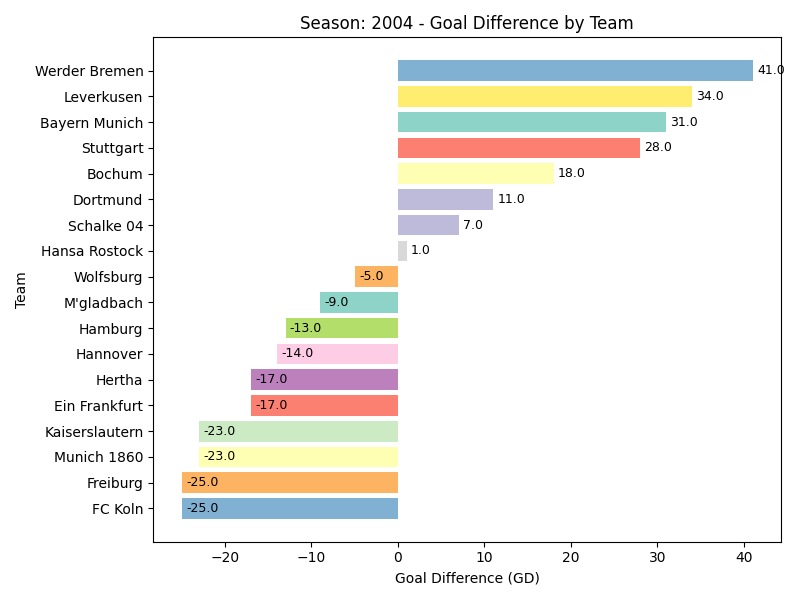 Season: 2004 - Goal Difference by Team
Team
Werder Bremen 41.0
Leverkusen 34.0
Bayern Munich 31.0
Stuttgart 28.0
Bochum 18.0
Dortmund 11.0
Schalke 04 7.0
Hansa Rostock 1.0
Wolfsburg -5.0
M'gladbach -9.0
Hamburg -13.0
Hannover -14.0
Hertha -17.0
Ein Frankfurt -17.0
Kaiserslautern -23.0
Munich 1860 -23.0
Freiburg -25.0
FC Koln -25.0
−20 −10 0 10 20 30 40
Goal Difference (GD)